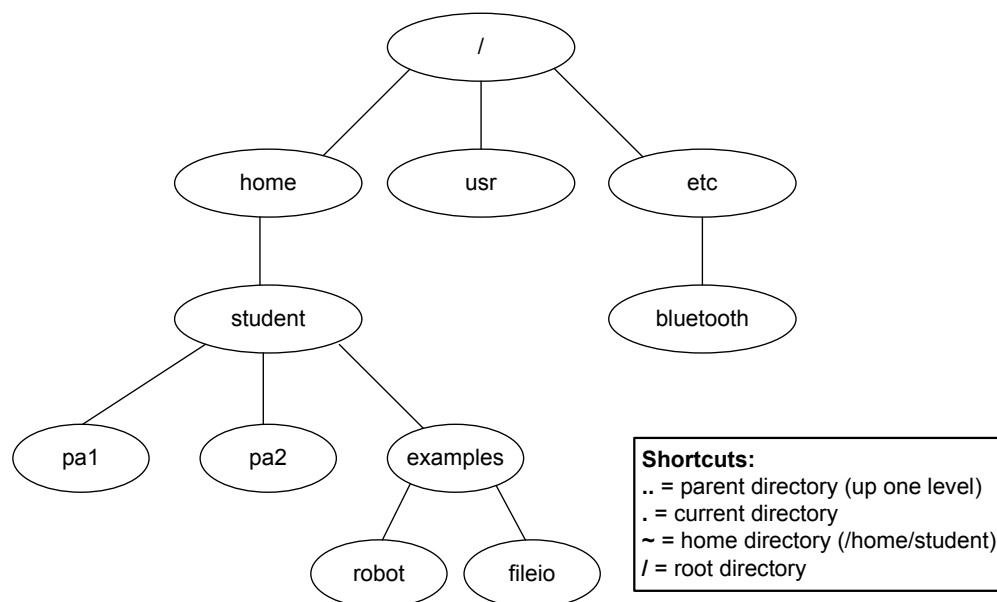 /
home
usr
etc
student
bluetooth
pa1
pa2
examples
robot
fileio
Shortcuts:
.. = parent directory (up one level)
. = current directory
~ = home directory (/home/student)
/ = root directory